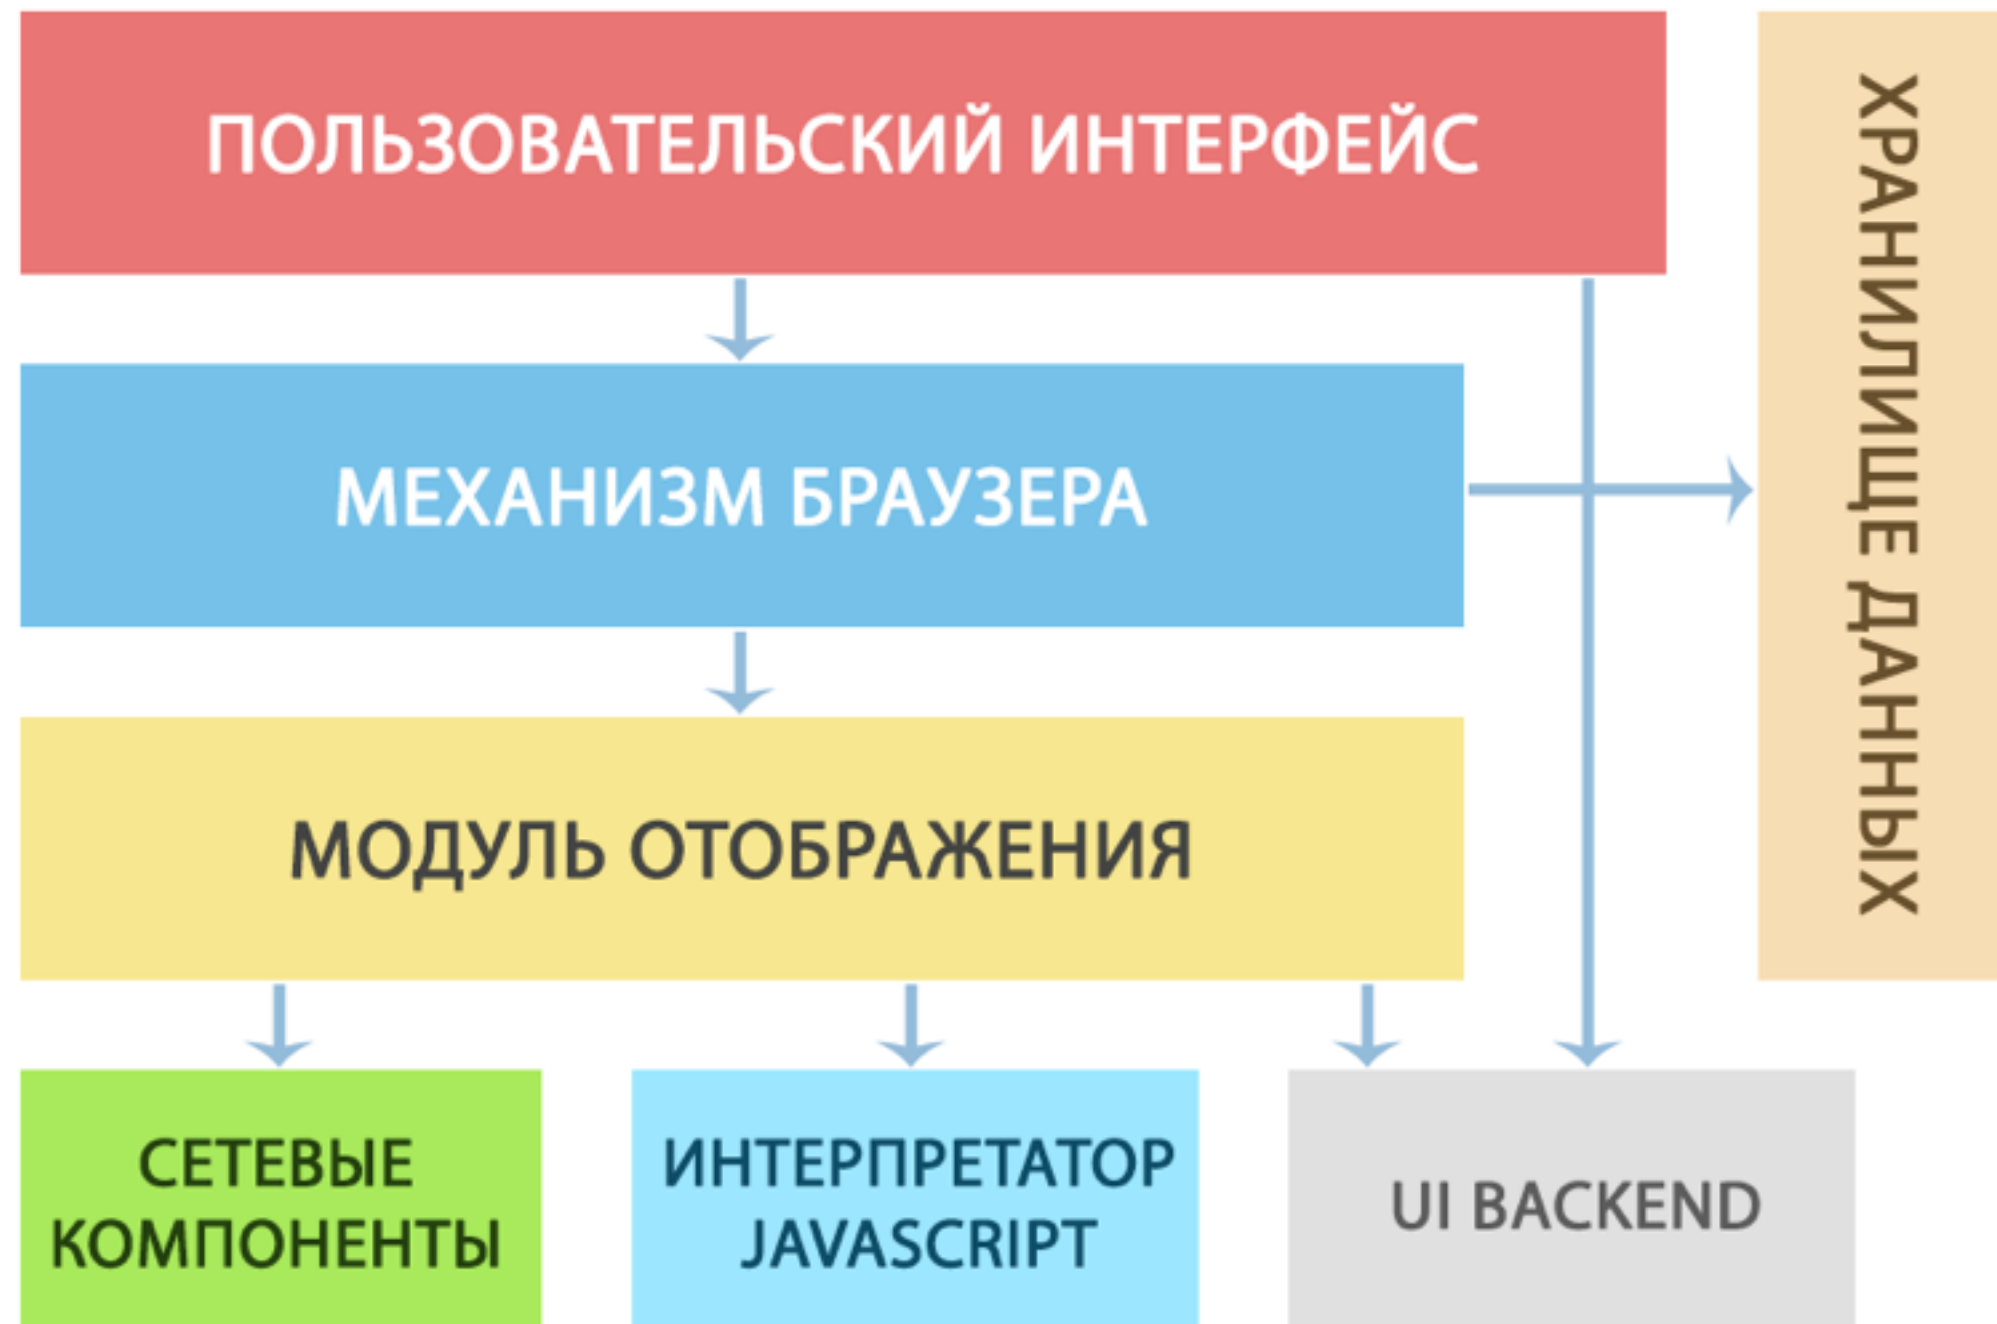 ПОЛЬЗОВАТЕЛЬСКИЙ ИНТЕРФЕЙС
ХРАНИЛИЩЕ ДАННЫХ
МЕХАНИЗМ БРАУЗЕРА
МОДУЛЬ ОТОБРАЖЕНИЯ
СЕТЕВЫЕ
КОМПОНЕНТЫ
ИНТЕРПРЕТАТОР
JAVASCRIPT
UI BACKEND